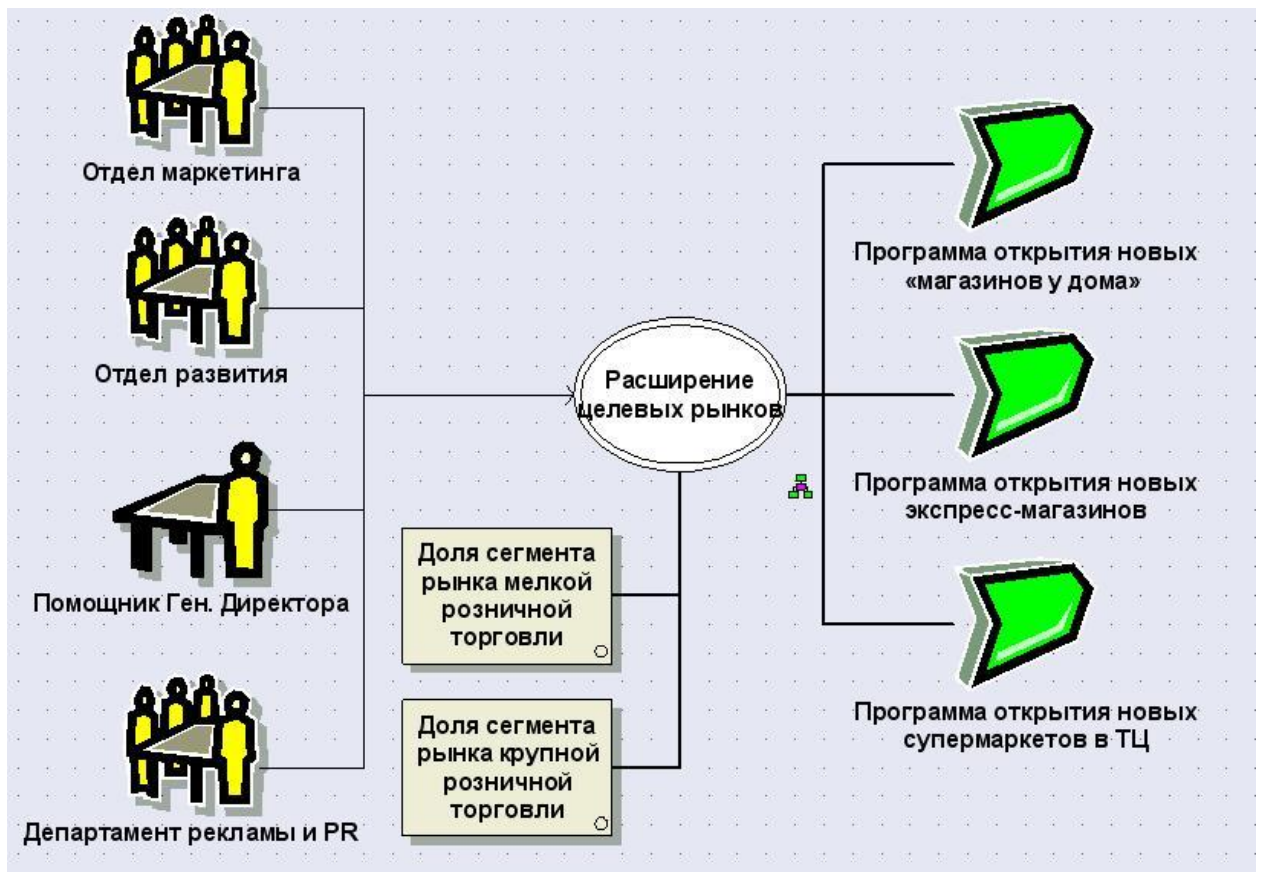 Отдел маркетинга
Отдел развития
Помощник Ген. Директора
Департамент рекламы и PR
Расширение
целевых рынков
Доля сегмента
рынка мелкой
розничной
торговли
Доля сегмента
рынка крупной
розничной
торговли
Программа открытия новых
«магазинов у дома»
Программа открытия новых
экспресс-магазинов
Программа открытия новых
супермаркетов в ТЦ